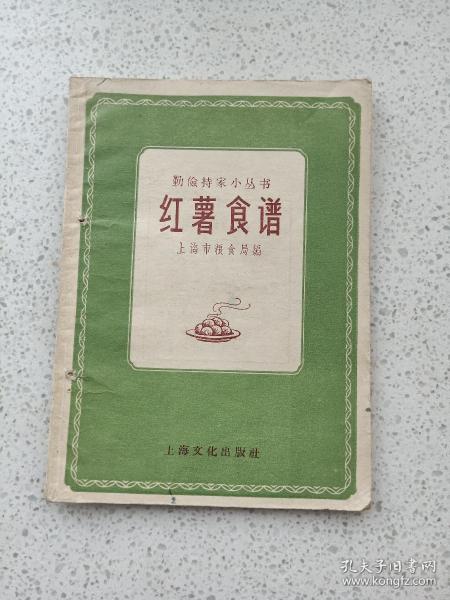 勤俭持家小丛书
红薯食谱
上海市粮食局编
上海文化出版社
孔夫子旧书网
www.kongfz.com